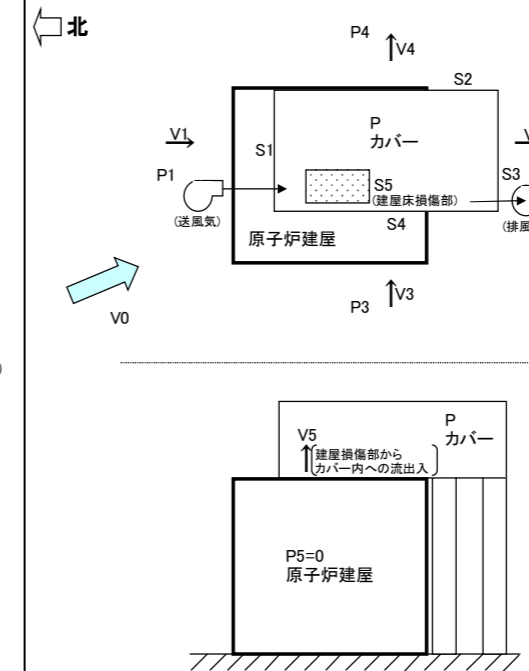 北
P4
V4
S2
V1
P
カバー
V
S1
P1
S5
S3
(建屋床損傷部)
(送風気)
S4
(排風
原子炉建屋
V0
P3
V3
)
P
カバー
V5
建屋損傷部から
カバー内への流出入
P5=0
原子炉建屋